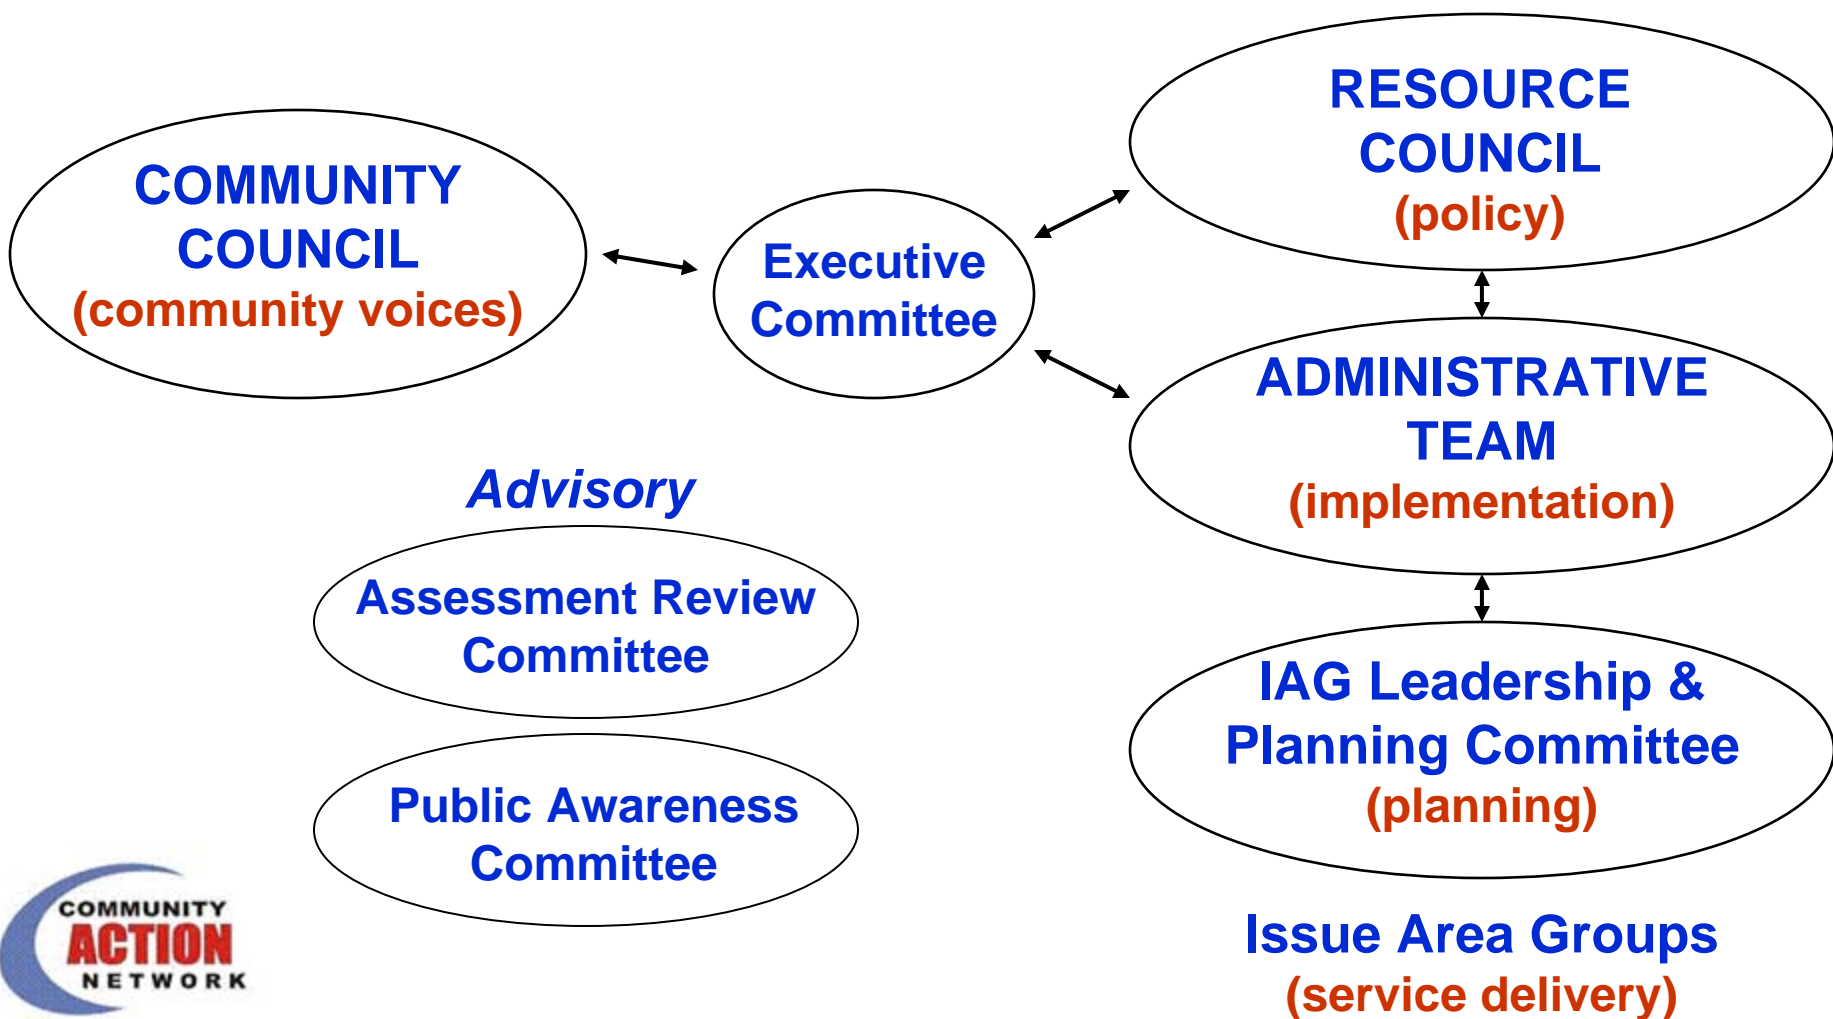 COMMUNITY
COUNCIL
(community voices)
Executive
Committee
RESOURCE
COUNCIL
(policy)
ADMINISTRATIVE
TEAM
(implementation)
IAG Leadership &
Planning Committee
(planning)
Issue Area Groups
(service delivery)
Advisory
Assessment Review
Committee
Public Awareness
Committee
COMMUNITY
ACTION
NETWORK